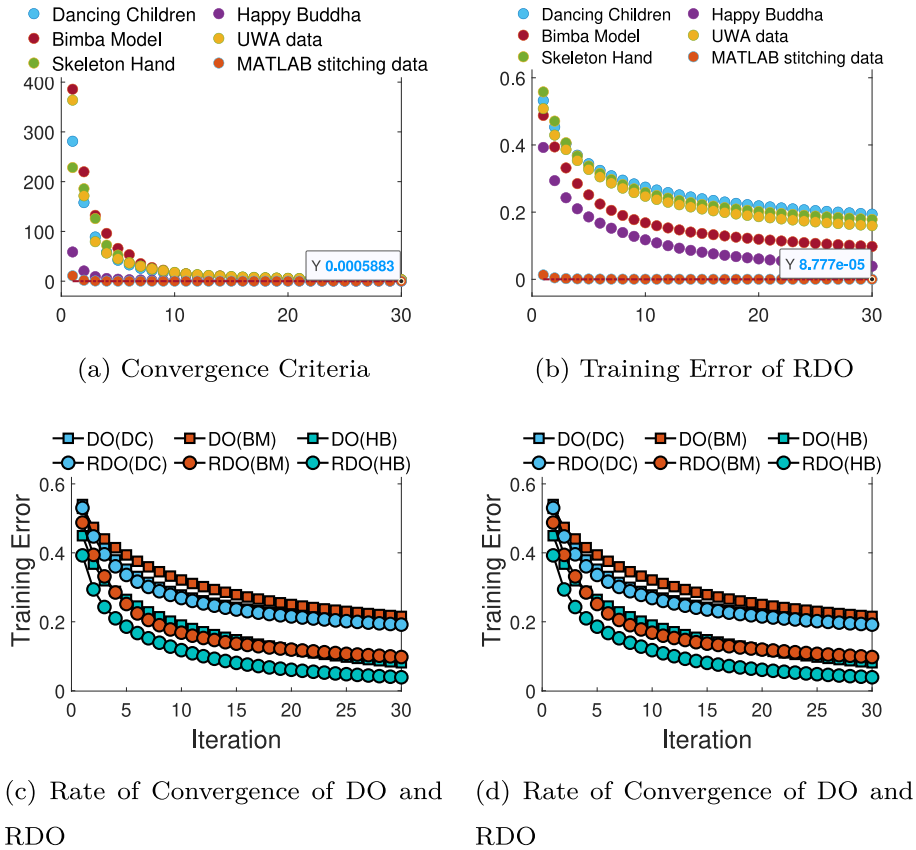 Dancing Children Happy Buddha
Bimba Model UWA data
Skeleton Hand MATLAB stitching data
400
300
200
100
0
0 10 20 30
Y 0.0005883
(a) Convergence Criteria
Dancing Children Happy Buddha
Bimba Model UWA data
Skeleton Hand MATLAB stitching data
0.6
0.4
0.2
0
0 10 20 30
Y 8.777e-05
(b) Training Error of RDO
DO(DC) DO(BM) DO(HB)
RDO(DC) RDO(BM) RDO(HB)
Training Error
0.6
0.4
0.2
0
0 5 10 15 20 25 30
Iteration
(c) Rate of Convergence of DO and
RDO
DO(DC) DO(BM) DO(HB)
RDO(DC) RDO(BM) RDO(HB)
Training Error
0.6
0.4
0.2
0
0 5 10 15 20 25 30
Iteration
(d) Rate of Convergence of DO and
RDO